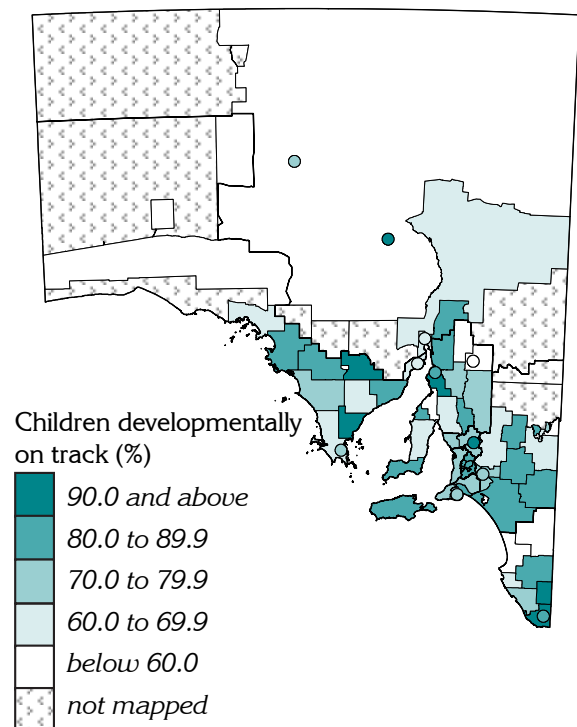 Children developmentally
on track (%)
90.0 and above
80.0 to 89.9
70.0 to 79.9
60.0 to 69.9
below 60.0
not mapped